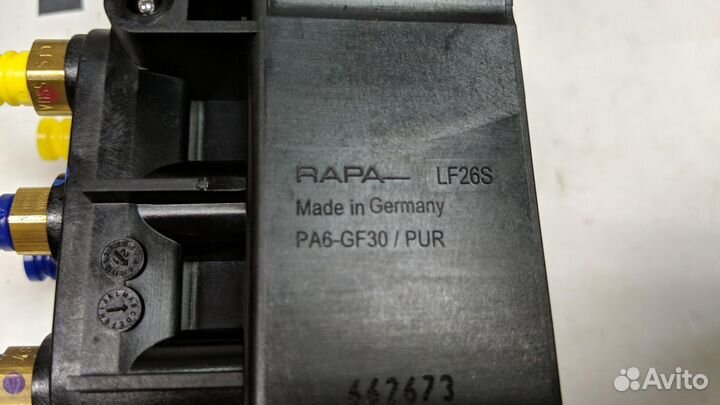 RAPA LF26S
Made in Germany
PA6-GF30 / PUR
662673
Avito